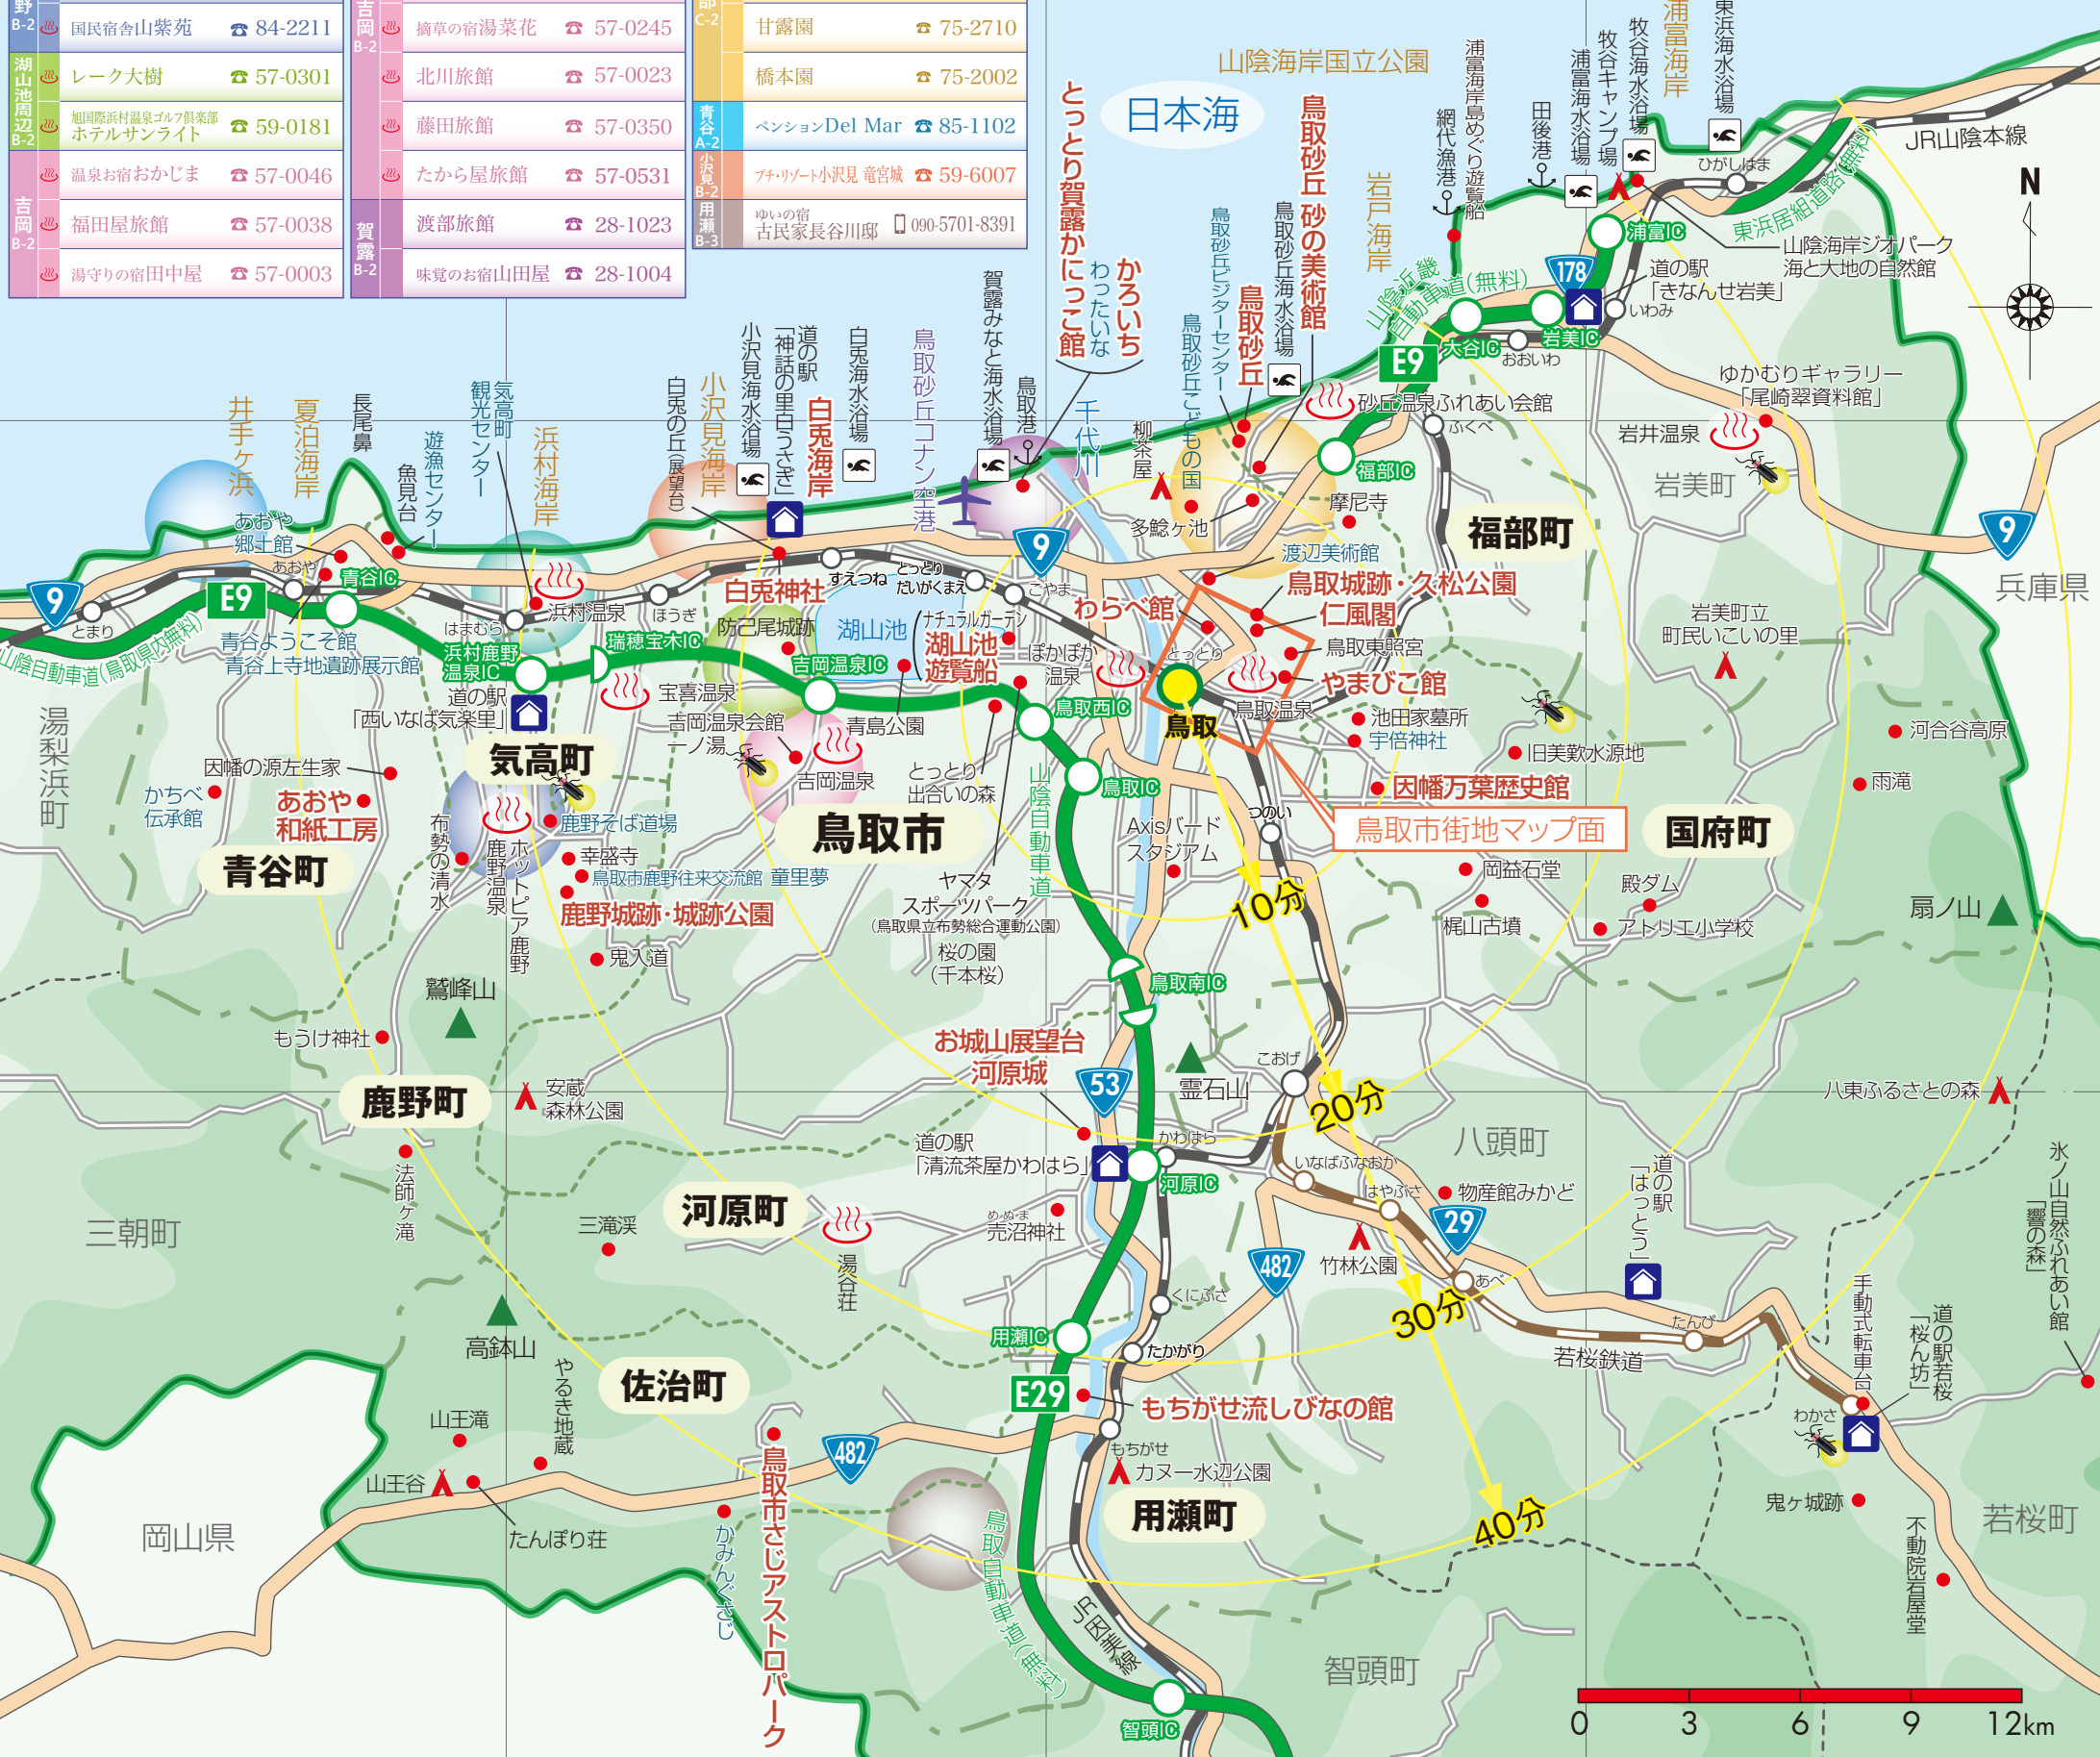 野
B-2
国民宿舎山紫苑 ☎ 84-2211
湖山池周辺
B-2
レーク大樹 ☎ 57-0301
旭国際浜村温泉ゴルフ倶楽部
ホテルサンライト ☎ 59-0181
吉岡
B-2
温泉お宿おかじま ☎ 57-0046
福田屋旅館 ☎ 57-0038
湯守りの宿田中屋 ☎ 57-0003
吉岡
B-2
摘草の宿湯菜花 ☎ 57-0245
北川旅館 ☎ 57-0023
藤田旅館 ☎ 57-0350
たから屋旅館 ☎ 57-0531
賀露
B-2
渡部旅館 ☎ 28-1023
味覚のお宿山田屋 ☎ 28-1004
部
C-2
甘露園 ☎ 75-2710
橋本園 ☎ 75-2002
青谷
A-2
ペンションDel Mar ☎ 85-1102
小沢見
B-2
プチ・リゾート小沢見 竜宮城 ☎ 59-6007
用瀬
B-3
ゆいの宿
古民家長谷川邸 090-5701-8391
山陰海岸国立公園
日本海
とっとり賀露かにっこ館
わったいな
かろいち
鳥取砂丘 砂の美術館
鳥取砂丘海水浴場
鳥取砂丘
鳥取砂丘ビジターセンター
鳥取砂丘こどもの国
岩戸海岸
網代漁港
浦富海岸島めぐり遊覧船
田後港
浦富海水浴場
牧谷キャンプ場
牧谷海水浴場
浦富海岸
東浜海水浴場
ひがしはま
JR山陰本線
東浜居組道路(無料)
N
浦富IC
178
山陰海岸ジオパーク
海と大地の自然館
道の駅
「きなんせ岩美」
いわみ
山陰近畿
自動車道(無料)
大谷IC
岩美IC
おおいわ
E9
砂丘温泉ふれあい会館
ふくべ
福部IC
ゆかむりギャラリー
「尾崎翠資料館」
岩井温泉
岩美町
9
兵庫県
井手ヶ浜
夏泊海岸
長尾鼻
魚見台
遊漁センター
気高町
観光センター
浜村海岸
白兎の丘(展望台)
小沢見海岸
小沢見海水浴場
道の駅
「神話の里白うさぎ」
白兎海岸
白兎海水浴場
鳥取砂丘コナン空港
賀露みなと海水浴場
鳥取港
千代川
柳茶屋
多鯰ヶ池
摩尼寺
福部町
あおや
郷土館
あおや
青谷IC
E9
9
とまり
山陰自動車道(鳥取県内無料)
青谷ようこそ館
青谷上寺地遺跡展示館
はまむら
浜村温泉
浜村鹿野
温泉IC
道の駅
「西いなば気楽里」
瑞穂宝木IC
宝喜温泉
ほうぎ
白兎神社
すえつね
とっとり
だいがくまえ
こやま
防己尾城跡
湖山池
ナチュラルガーデン
湖山池
遊覧船
吉岡温泉IC
青島公園
ぽかぽか
温泉
鳥取西IC
9
わらべ館
とっとり
鳥取
鳥取温泉
渡辺美術館
鳥取城跡・久松公園
仁風閣
鳥取東照宮
やまびこ館
池田家墓所
宇倍神社
岩美町立
町民いこいの里
旧美歎水源地
河合谷高原
雨滝
湯梨浜町
因幡の源左生家
かちべ
伝承館
あおや
和紙工房
青谷町
気高町
吉岡温泉会館
一ノ湯
吉岡温泉
とっとり
出合いの森
鳥取IC
山陰自動車道
因幡万葉歴史館
鳥取市街地マップ面
国府町
鳥取市
つのい
Axisバード
スタジアム
鹿野そば道場
布勢の清水
鹿野温泉
ホットピア鹿野
幸盛寺
鳥取市鹿野往来交流館 童里夢
鹿野城跡・城跡公園
鬼入道
ヤマタ
スポーツパーク
(鳥取県立布勢総合運動公園)
桜の園
(千本桜)
10分
岡益石堂
梶山古墳
殿ダム
アトリエ小学校
扇ノ山
鷲峰山
もうけ神社
鹿野町
安蔵
森林公園
法師ヶ滝
鳥取南IC
お城山展望台
河原城
53
霊石山
こおげ
20分
道の駅
「清流茶屋かわはら」
かわはら
河原IC
八頭町
八東ふるさとの森
いなばふなおか
はやぶさ
物産館みかど
29
道の駅
「はっとう」
氷ノ山自然ふれあい館
「響の森」
三朝町
河原町
三滝渓
湯谷荘
めぬま
売沼神社
482
竹林公園
あべ
30分
くにふさ
高鉢山
用瀬IC
たかがり
若桜鉄道
たんぴ
手動式転車台
道の駅若桜
「桜ん坊」
わかさ
佐治町
やるき地蔵
山王滝
山王谷
たんぽり荘
岡山県
482
E29
もちがせ流しびなの館
もちがせ
カヌー水辺公園
用瀬町
鳥取市さじアストロパーク
かみんぐさじ
鳥取自動車道(無料)
JR因美線
40分
鬼ヶ城跡
不動院岩屋堂
若桜町
智頭町
智頭IC
0 3 6 9 12km